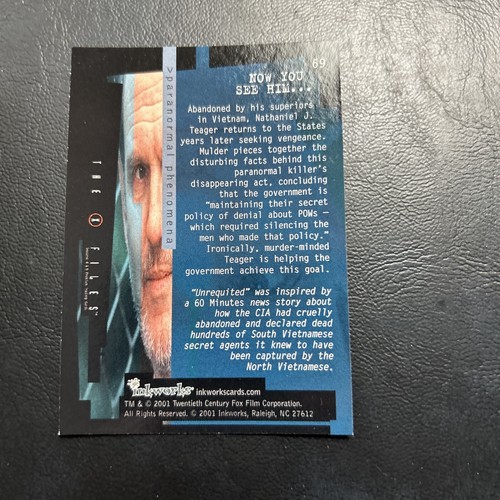 69
NOW YOU
SEE HIM...
>paranormal phenomena
Abandoned by his superiors
in Vietnam, Nathaniel J.
Teager returns to the States
years later seeking vengeance.
Mulder pieces together the
disturbing facts behind this
paranormal killer's
disappearing act, concluding
that the government is
"maintaining their secret
policy of denial about POWs —
which required silencing the
men who made that policy."
Ironically, murder-minded
Teager is helping the
government achieve this goal.
"Unrequited" was inspired by
a 60 Minutes news story about
how the CIA had cruelly
abandoned and declared dead
hundreds of South Vietnamese
secret agents it knew to have
been captured by the
North Vietnamese.
THE X FILES™
inkworks inkworkscards.com
TM & © 2001 Twentieth Century Fox Film Corporation.
All Rights Reserved. © 2001 Inkworks, Raleigh, NC 27612